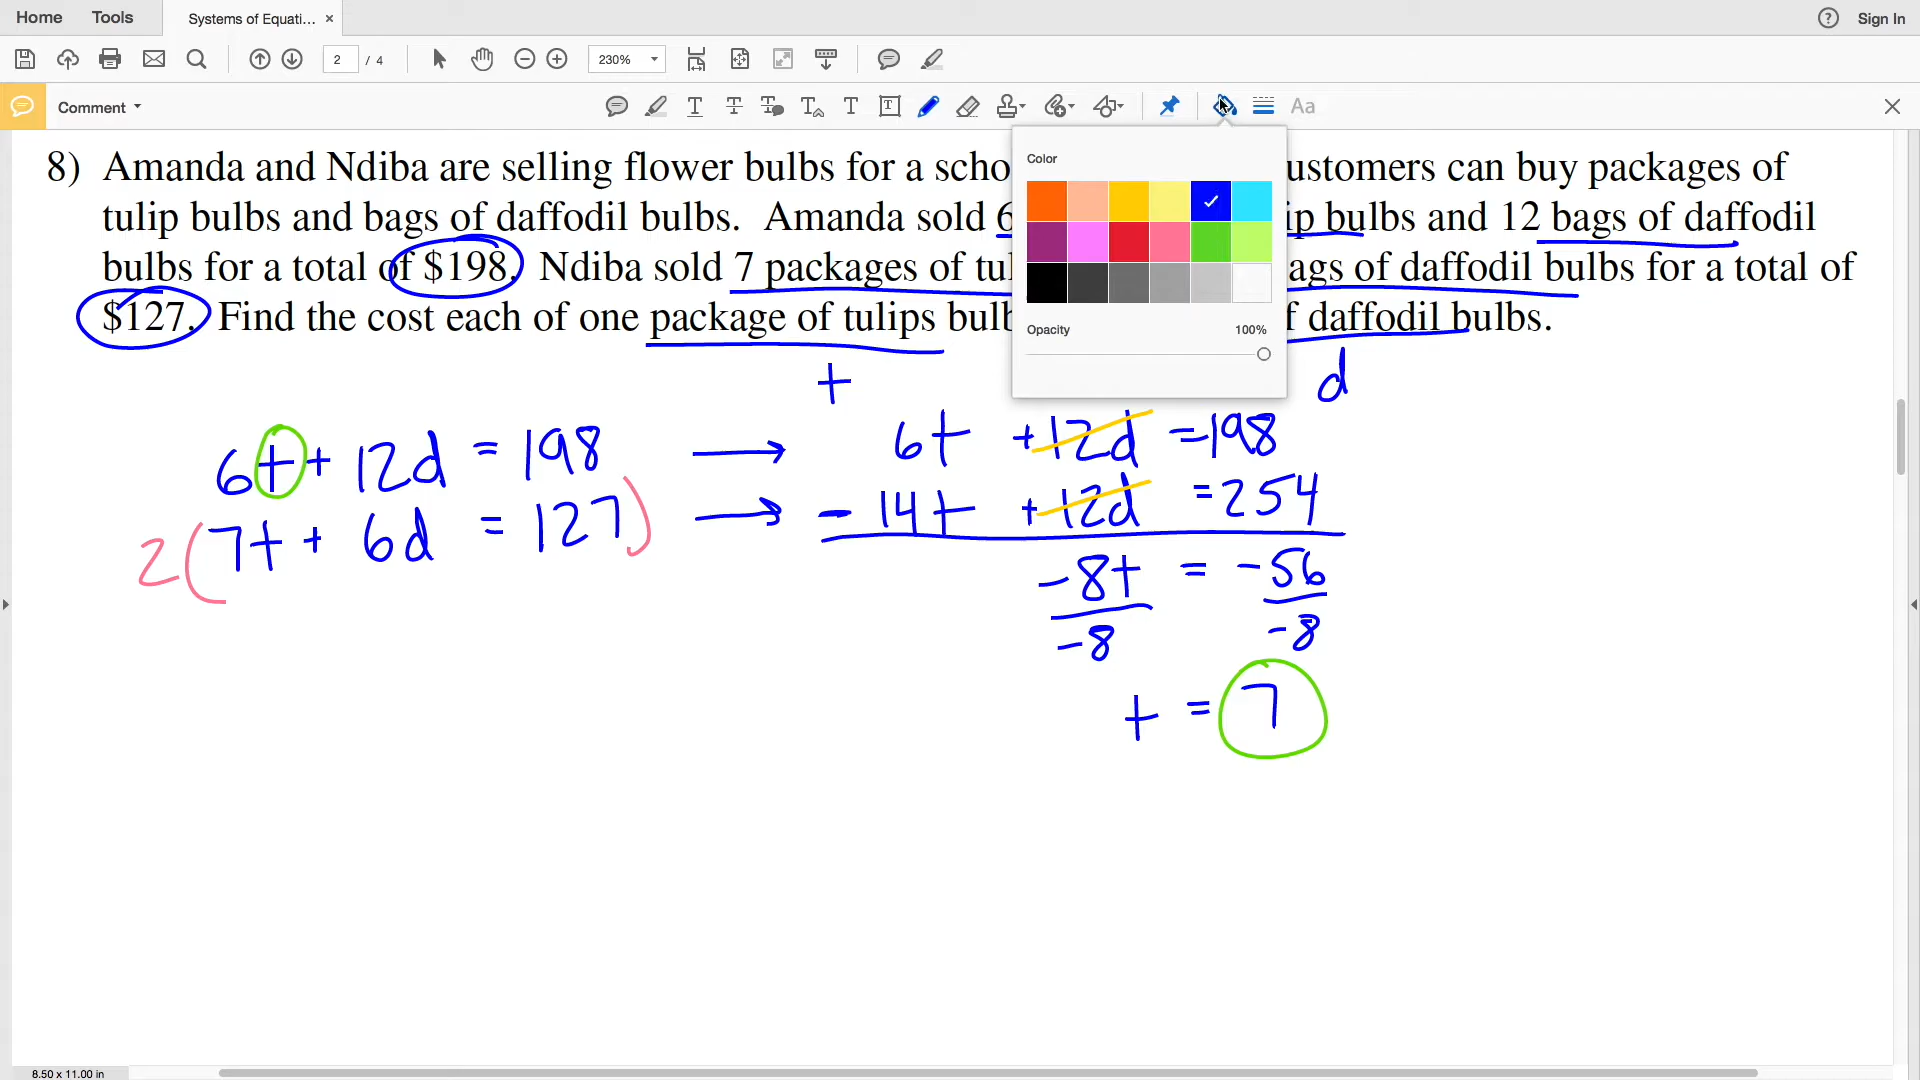 Home Tools Systems of Equati... × Sign In
2 / 4 230%
Comment Aa
Color
Opacity 100%
8) Amanda and Ndiba are selling flower bulbs for a scho ustomers can buy packages of
tulip bulbs and bags of daffodil bulbs. Amanda sold 6 ip bulbs and 12 bags of daffodil
bulbs for a total of $198. Ndiba sold 7 packages of tul ags of daffodil bulbs for a total of
$127. Find the cost each of one package of tulips bulb f daffodil bulbs.
t d
6t + 12d = 198 → 6t + 12d = 198
2(7t + 6d = 127) → - 14t + 12d = 254
-8t = -56
-8 -8
t = 7
8.50 x 11.00 in